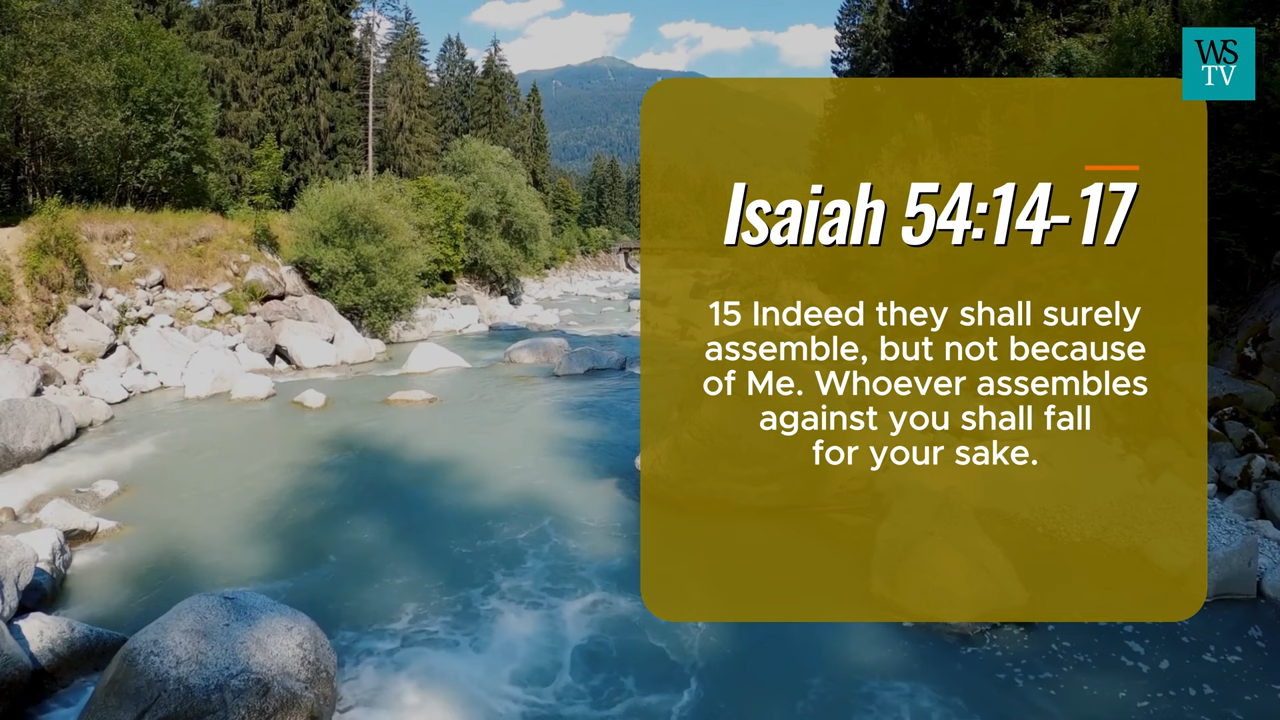 WS
TV
Isaiah 54:14-17
15 Indeed they shall surely
assemble, but not because
of Me. Whoever assembles
against you shall fall
for your sake.